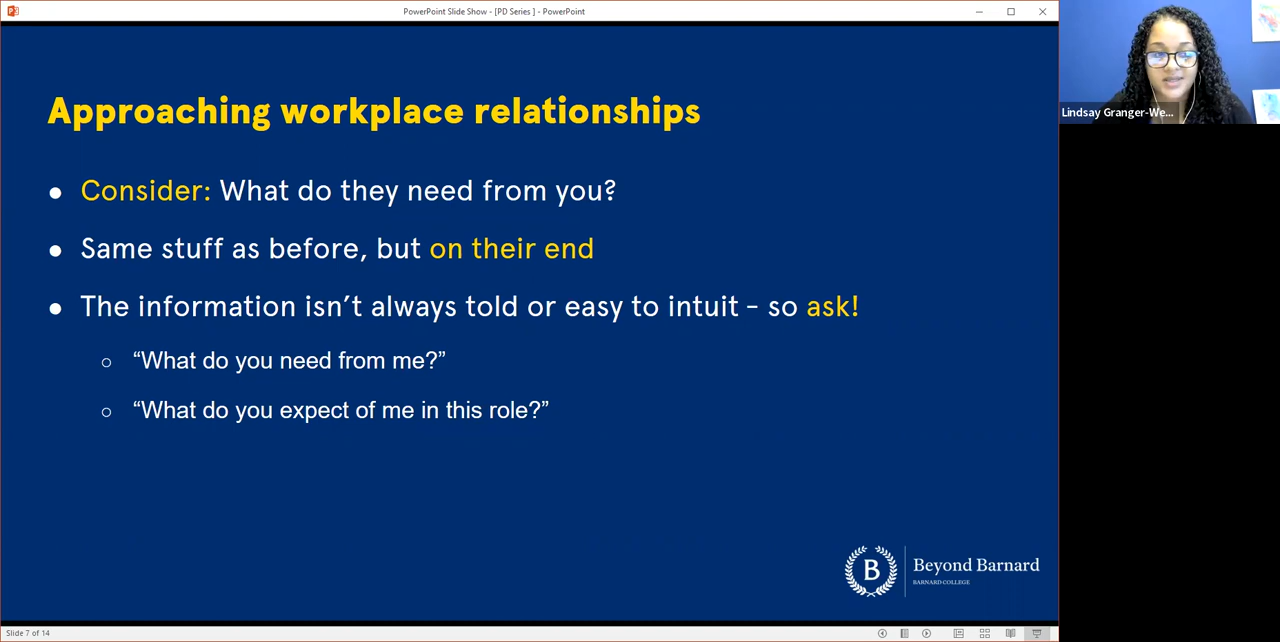 PowerPoint Slide Show - [PD Series ] - PowerPoint
Lindsay Granger-We...
Approaching workplace relationships
● Consider: What do they need from you?
● Same stuff as before, but on their end
● The information isn’t always told or easy to intuit - so ask!
○ “What do you need from me?”
○ “What do you expect of me in this role?”
B
Beyond Barnard
BARNARD COLLEGE
Slide 7 of 14